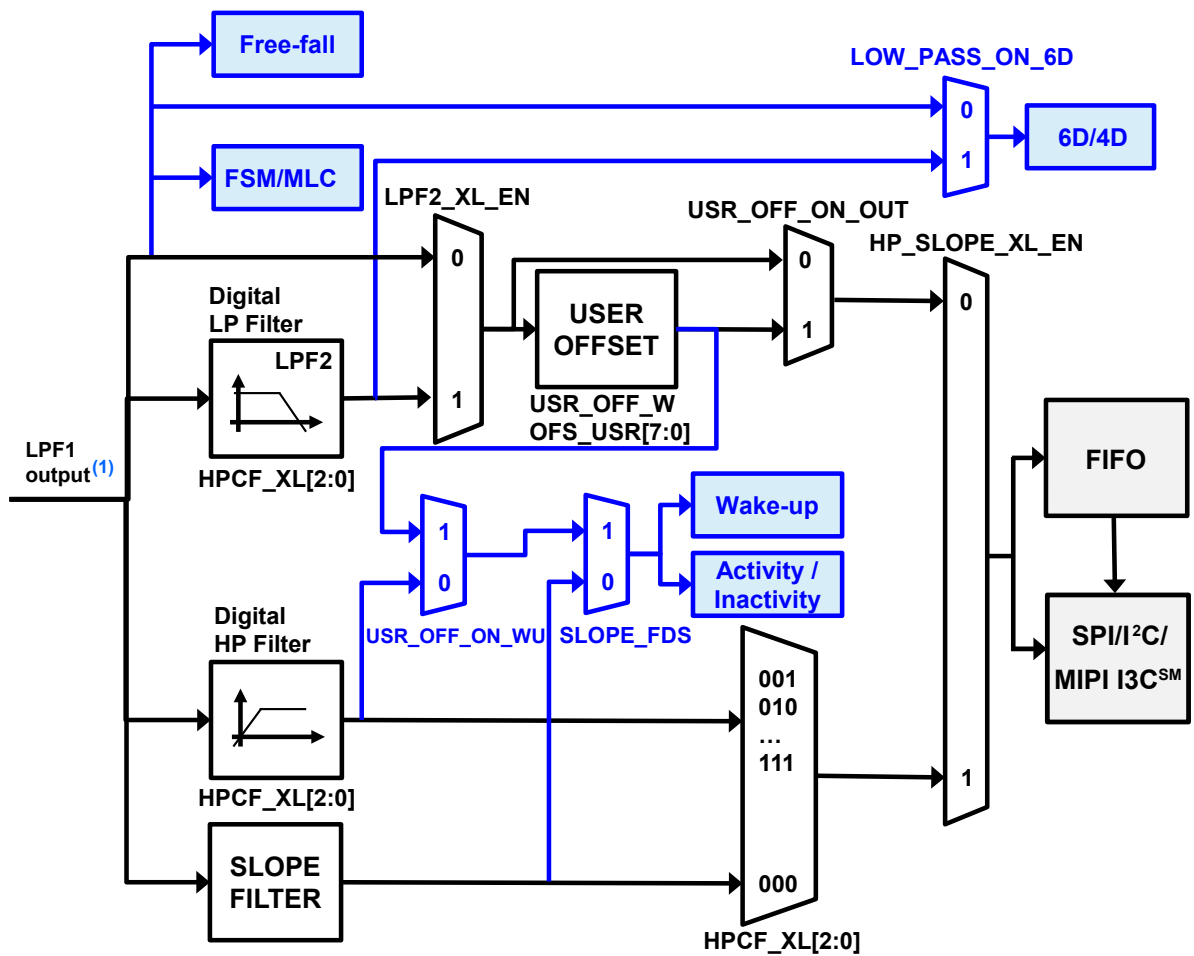 Free-fall
LOW_PASS_ON_6D
0
1
6D/4D
FSM/MLC
LPF2_XL_EN
0
1
USR_OFF_ON_OUT
0
1
HP_SLOPE_XL_EN
0
1
Digital
LP Filter
LPF2
HPCF_XL[2:0]
USER
OFFSET
USR_OFF_W
OFS_USR[7:0]
LPF1
output(1)
FIFO
SPI/I²C/
MIPI I3C℠
Wake-up
Activity /
Inactivity
1
0
USR_OFF_ON_WU
1
0
SLOPE_FDS
Digital
HP Filter
HPCF_XL[2:0]
001
010
...
111
000
HPCF_XL[2:0]
SLOPE
FILTER